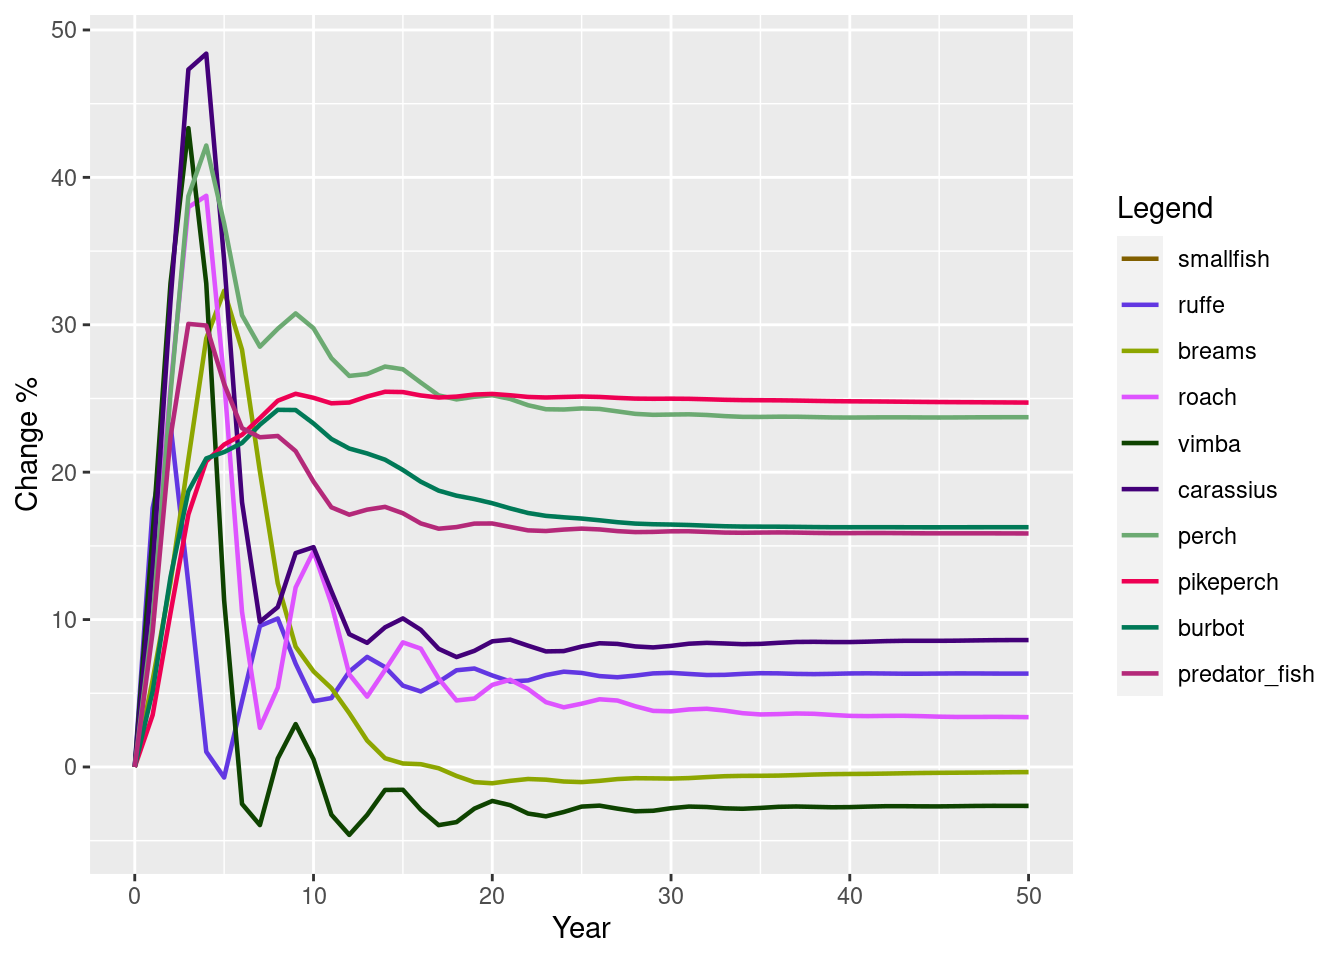 50
40
30
20
10
0
Change %
0 10 20 30 40 50
Year
Legend
smallfish
ruffe
breams
roach
vimba
carassius
perch
pikeperch
burbot
predator_fish